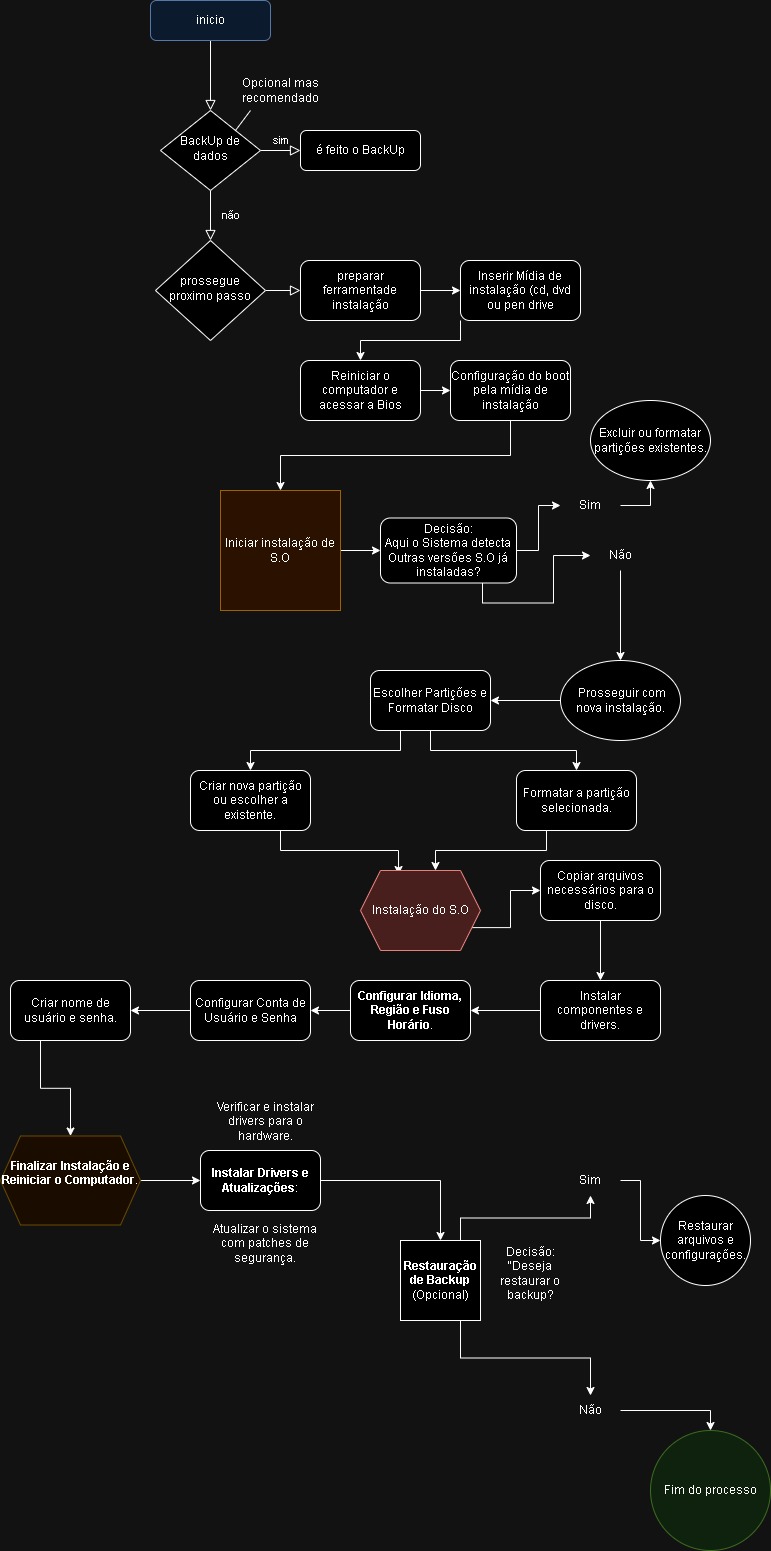 inicio
Opcional mas
recomendado
BackUp de
dados
sim
é feito o BackUp
não
prossegue
proximo passo
preparar
ferramentade
instalação
Inserir Mídia de
instalação (cd, dvd
ou pen drive
Reiniciar o
computador e
acessar a Bios
Configuração do boot
pela mídia de
instalação
Excluir ou formatar
partições existentes.
Iniciar instalação de
S.O
Decisão:
Aqui o Sistema detecta
Outras versões S.O já
instaladas?
Sim
Não
Prosseguir com
nova instalação.
Escolher Partições e
Formatar Disco
Criar nova partição
ou escolher a
existente.
Formatar a partição
selecionada.
Instalação do S.O
Copiar arquivos
necessários para o
disco.
Instalar
componentes e
drivers.
Configurar Idioma,
Região e Fuso
Horário.
Configurar Conta de
Usuário e Senha
Criar nome de
usuário e senha.
Finalizar Instalação e
Reiniciar o Computador.
Verificar e instalar
drivers para o
hardware.
Instalar Drivers e
Atualizações:
Atualizar o sistema
com patches de
segurança.
Restauração
de Backup
(Opcional)
Decisão:
"Deseja
restaurar o
backup?
Sim
Restaurar
arquivos e
configurações.
Não
Fim do processo